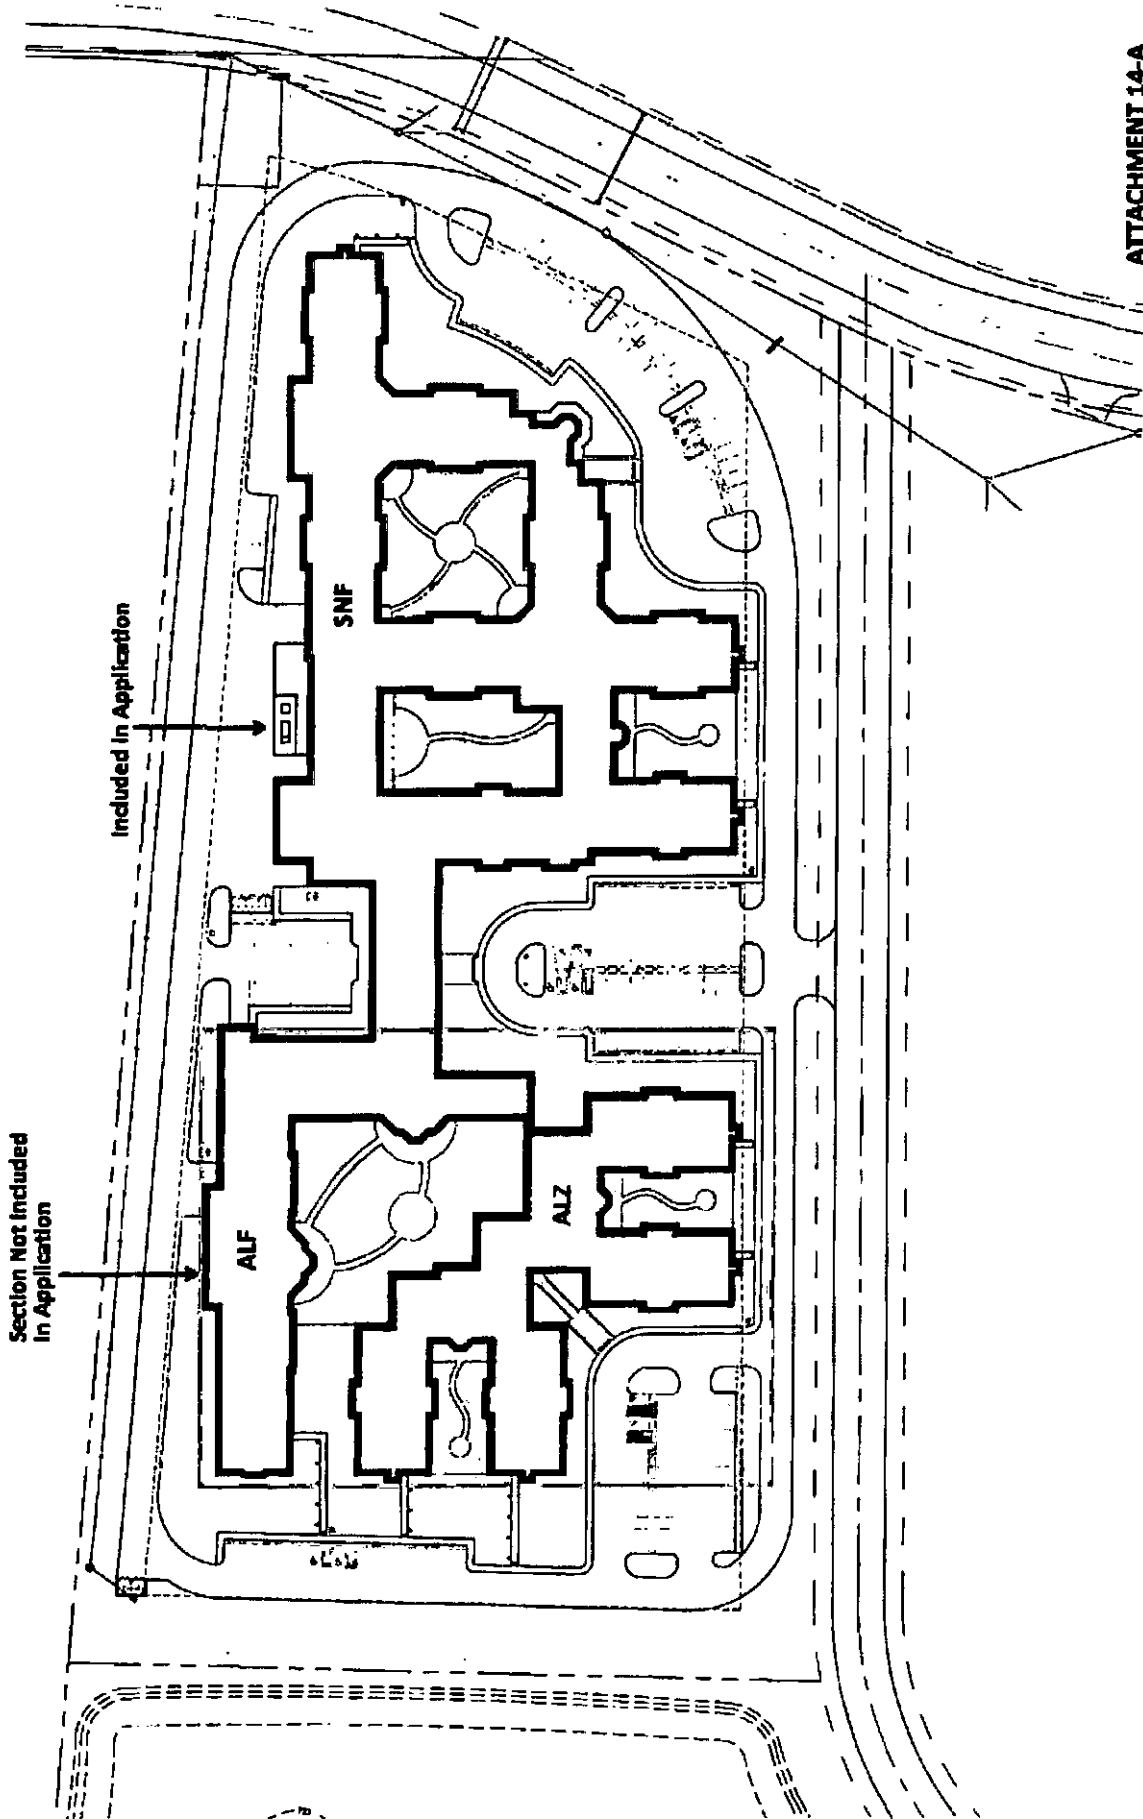 Section Not Included
In Application
Included In Application
ALF
ALZ
SNF
ATTACHMENT 14-A